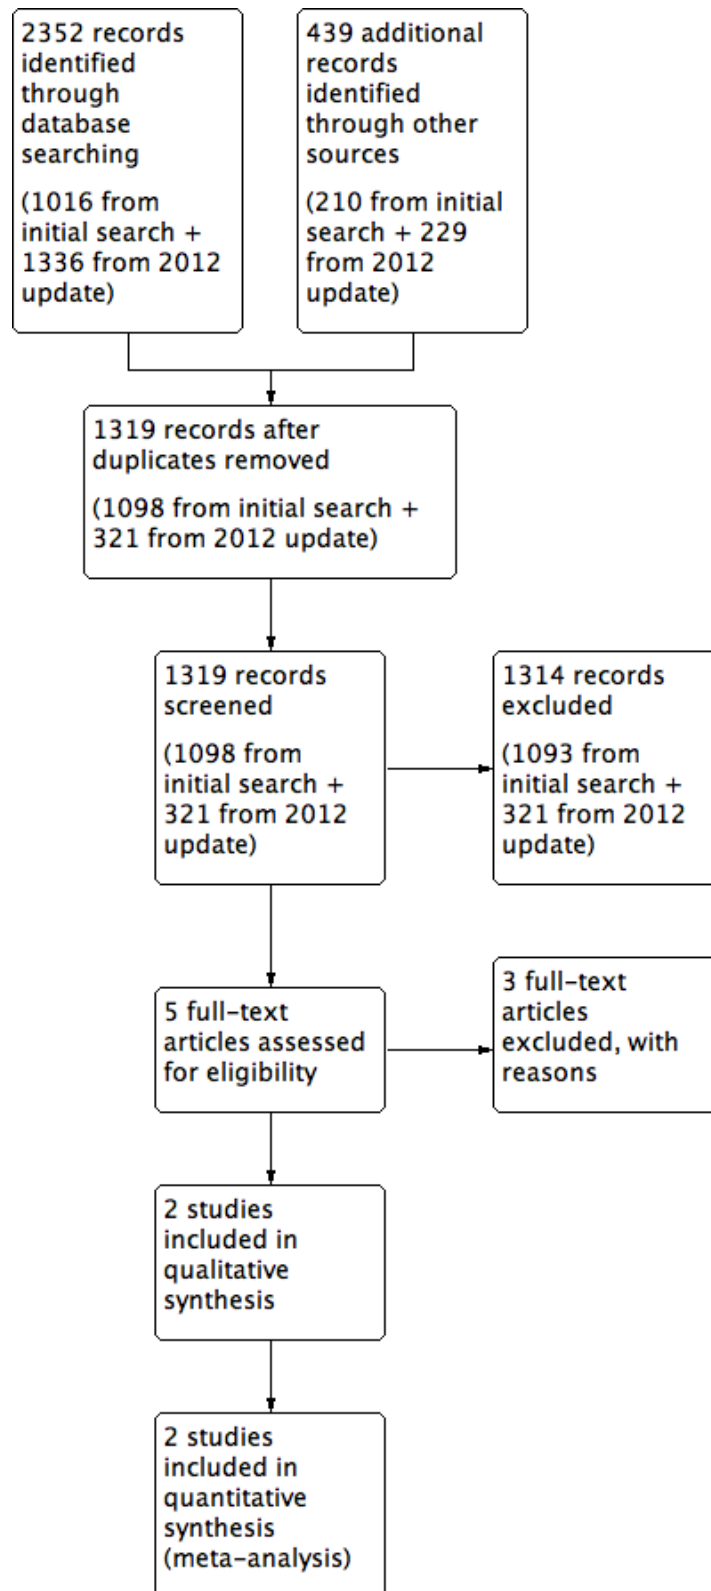 2352 records
identified
through
database
searching
(1016 from
initial search +
1336 from 2012
update)
439 additional
records
identified
through other
sources
(210 from initial
search + 229
from 2012
update)
1319 records after
duplicates removed
(1098 from initial search +
321 from 2012 update)
1319 records
screened
(1098 from
initial search +
321 from 2012
update)
1314 records
excluded
(1093 from
initial search +
321 from 2012
update)
5 full-text
articles assessed
for eligibility
3 full-text
articles
excluded, with
reasons
2 studies
included in
qualitative
synthesis
2 studies
included in
quantitative
synthesis
(meta-analysis)